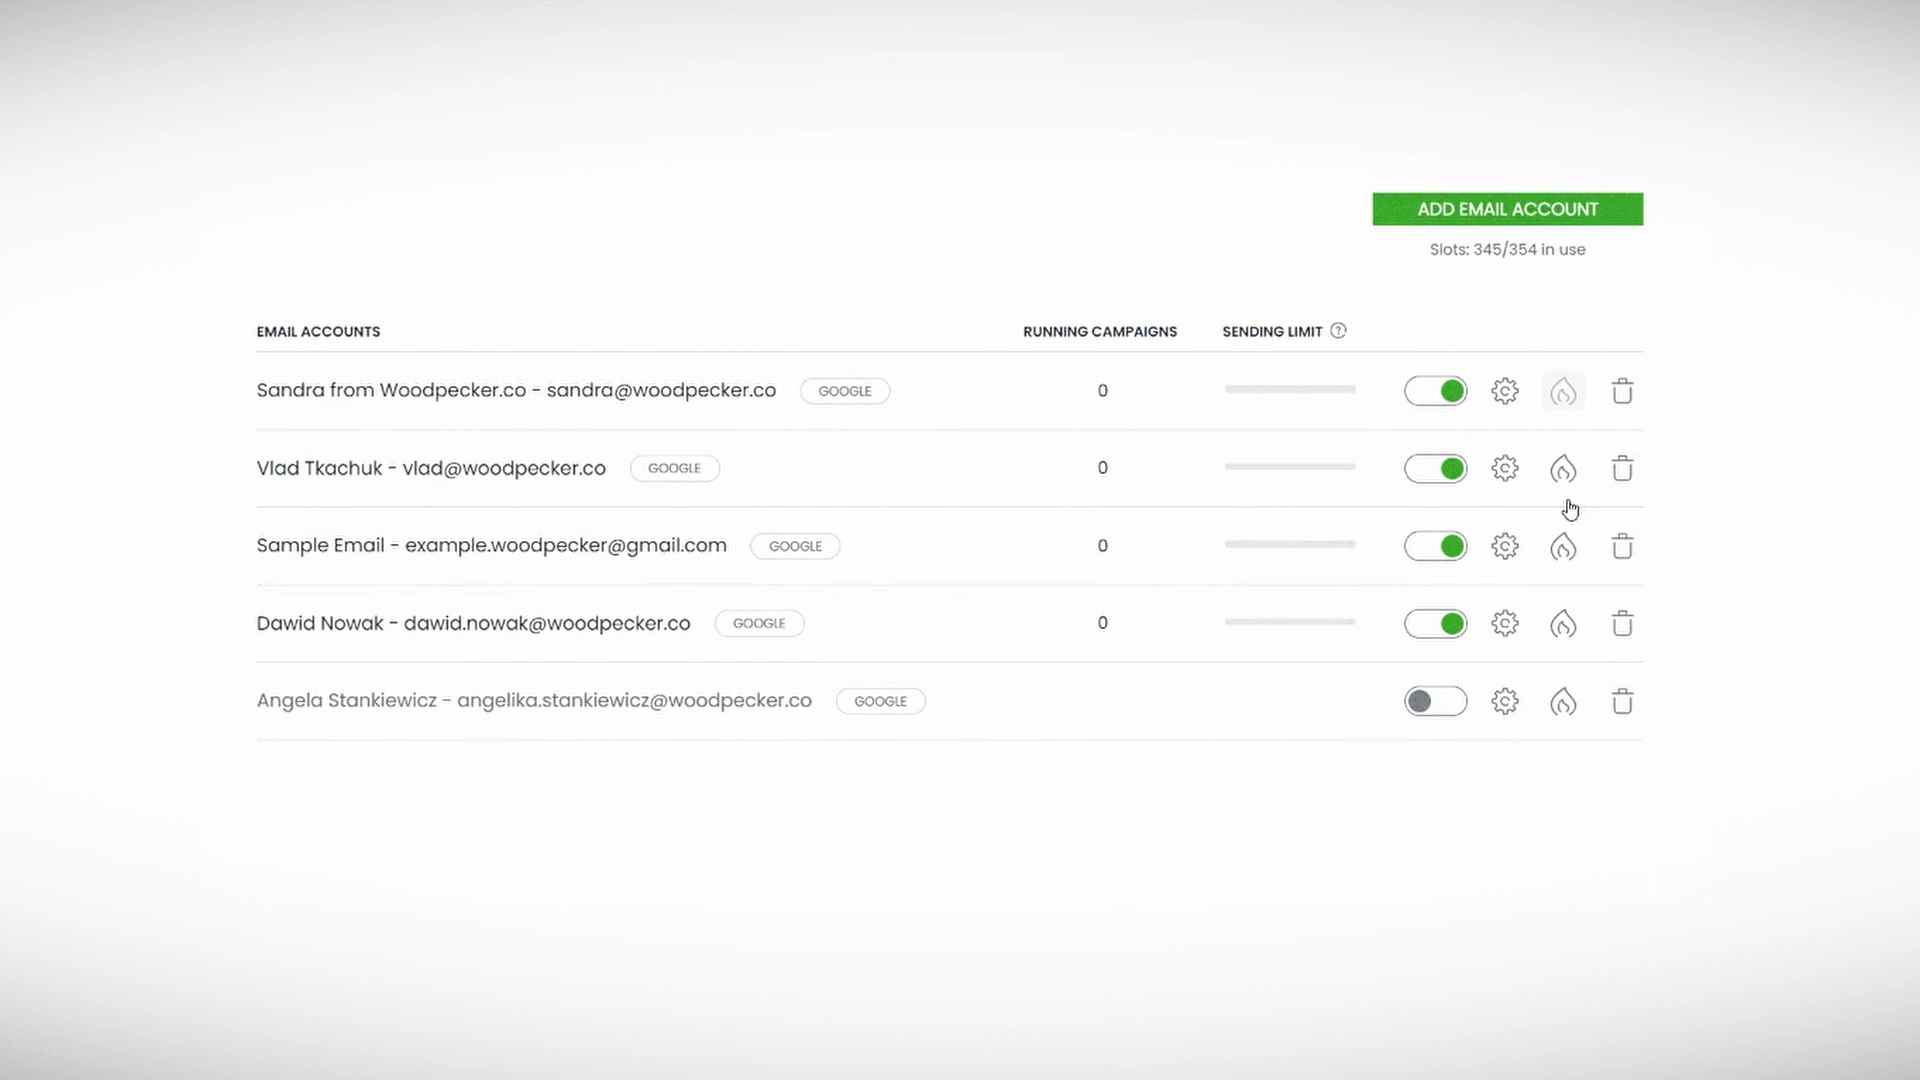 ADD EMAIL ACCOUNT
Slots: 345/354 in use
EMAIL ACCOUNTS RUNNING CAMPAIGNS SENDING LIMIT ?
Sandra from Woodpecker.co - sandra@woodpecker.co GOOGLE 0
Vlad Tkachuk - vlad@woodpecker.co GOOGLE 0
Sample Email - example.woodpecker@gmail.com GOOGLE 0
Dawid Nowak - dawid.nowak@woodpecker.co GOOGLE 0
Angela Stankiewicz - angelika.stankiewicz@woodpecker.co GOOGLE